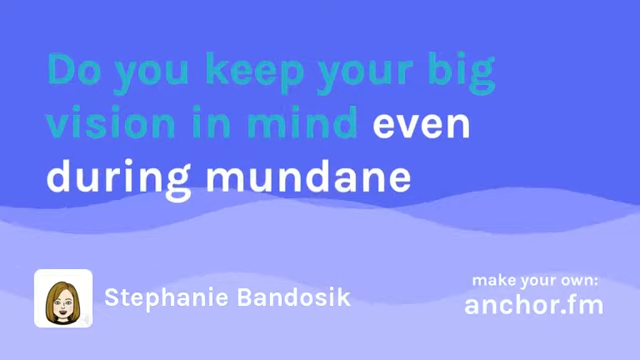 Do you keep your big
vision in mind even
during mundane
Stephanie Bandosik
make your own:
anchor.fm